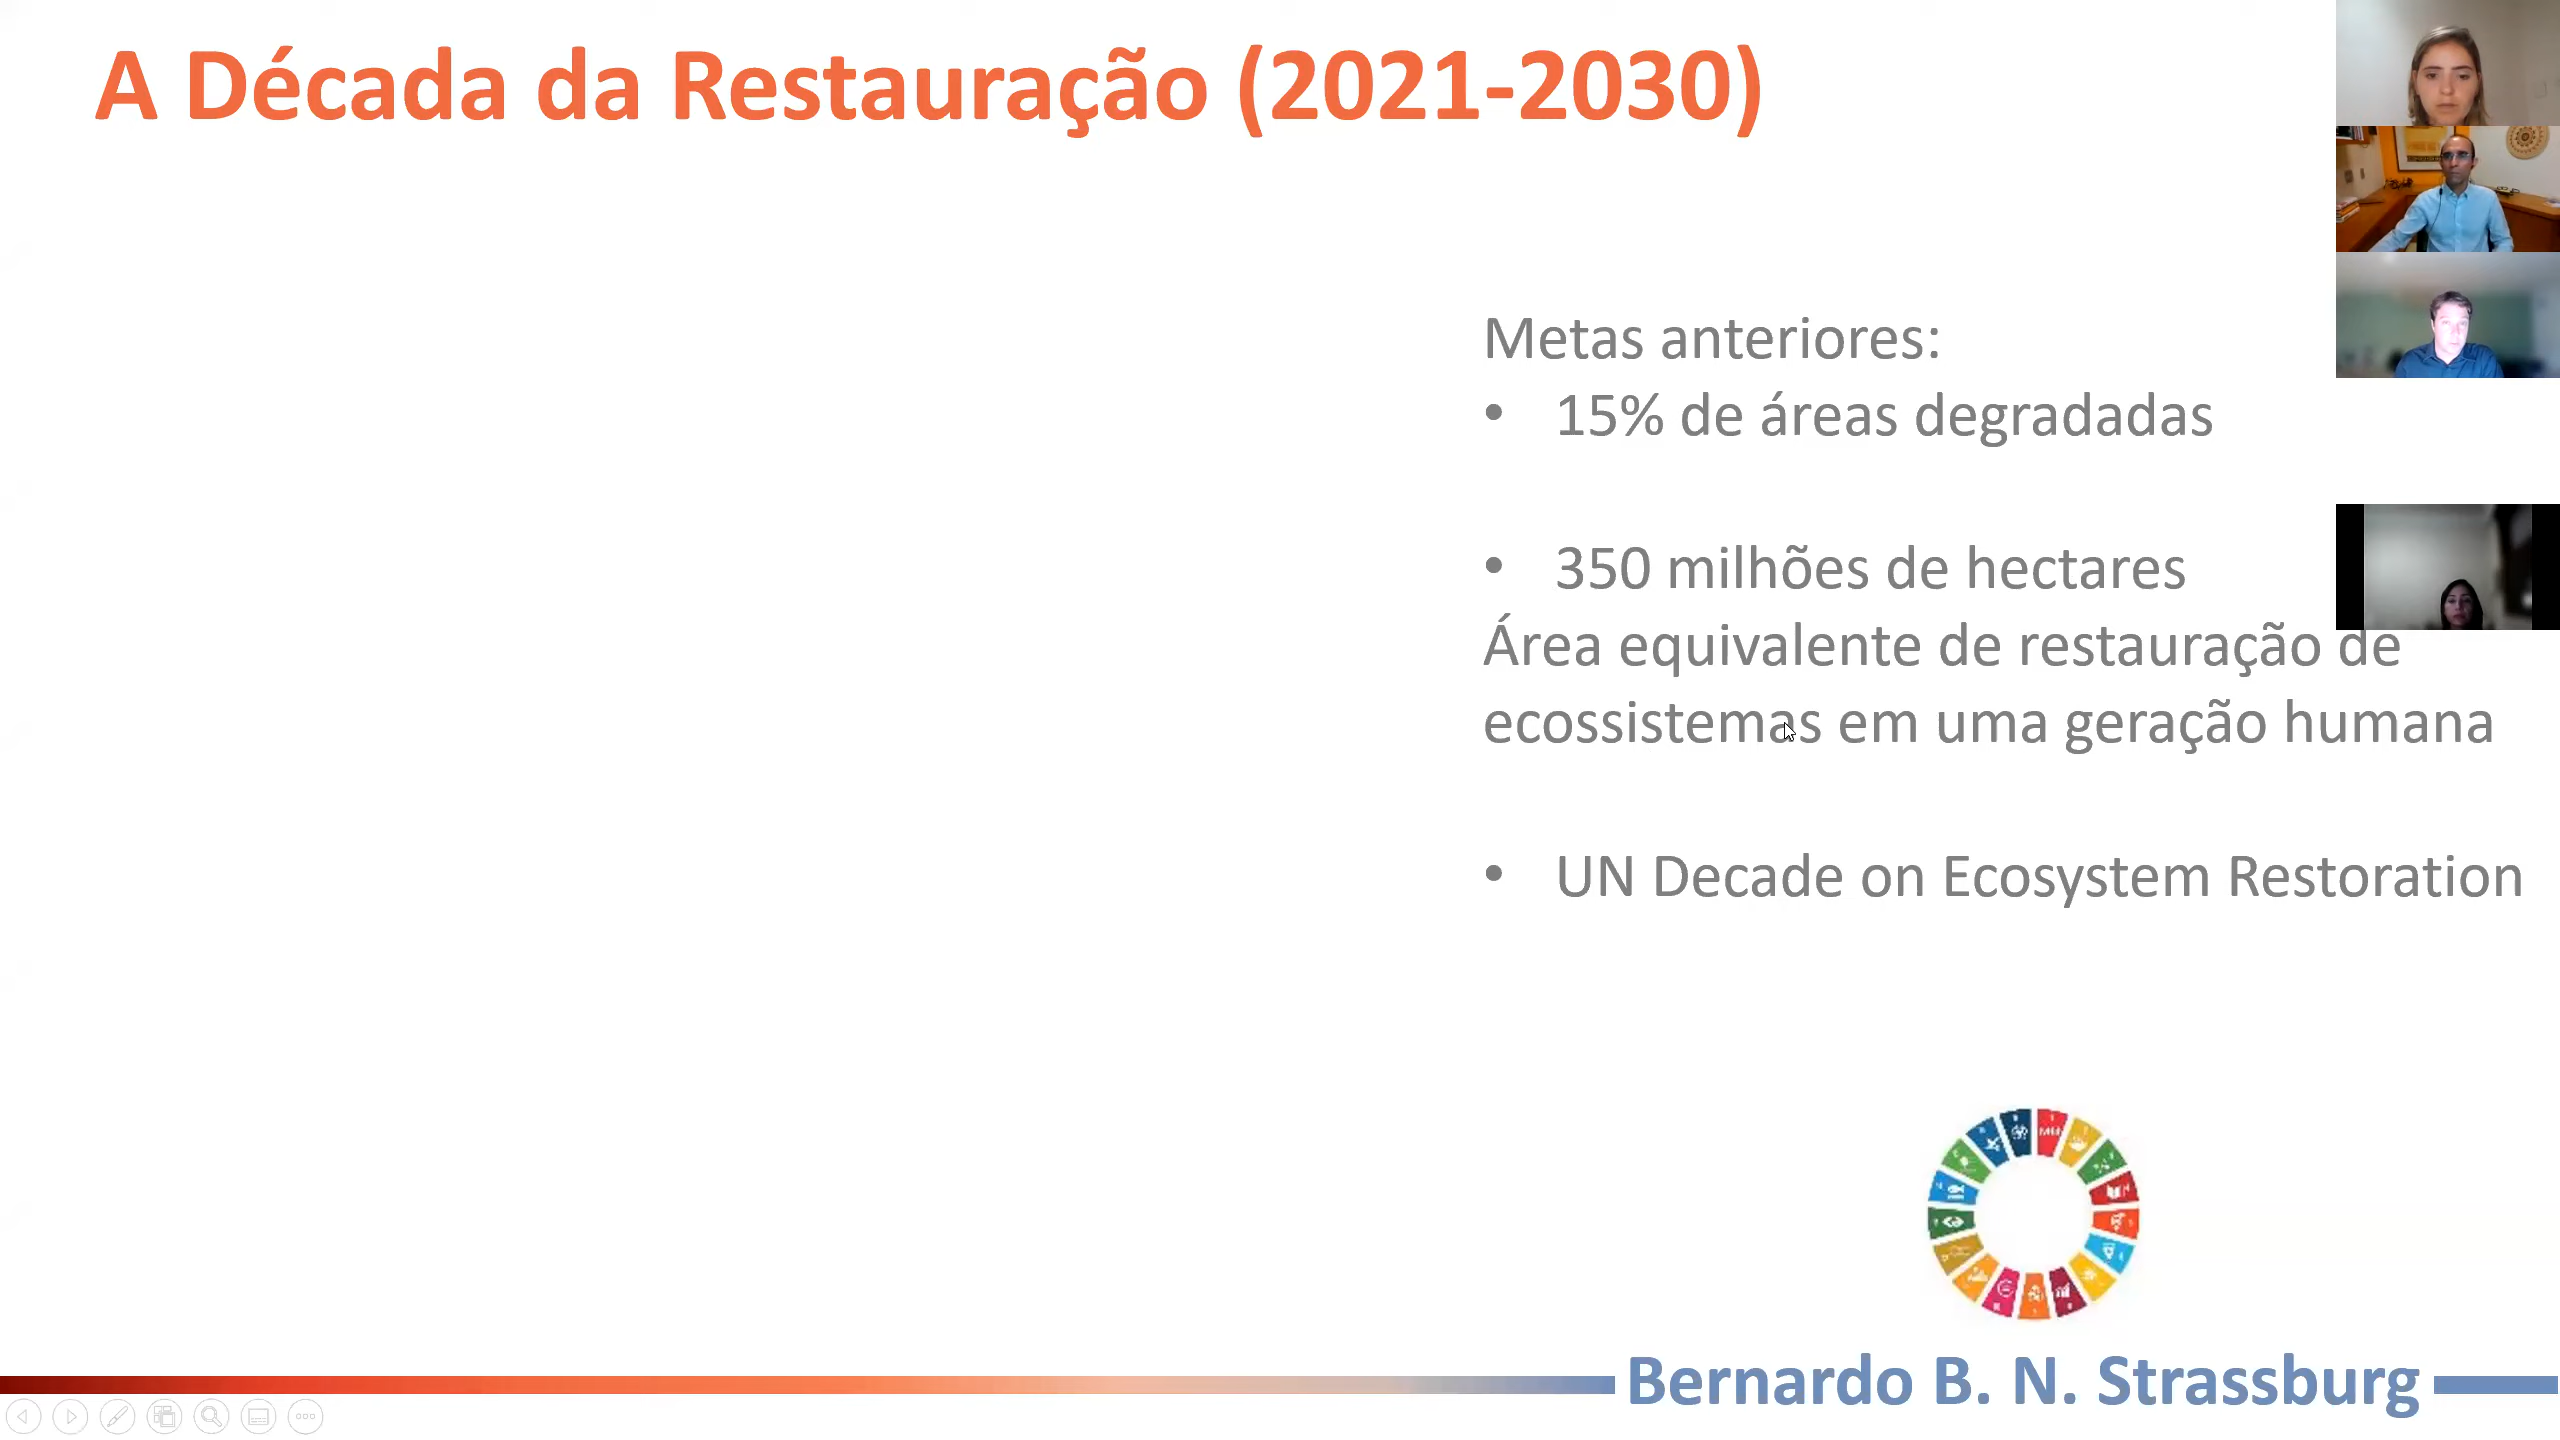 A Década da Restauração (2021-2030)
Metas anteriores:
• 15% de áreas degradadas
• 350 milhões de hectares
Área equivalente de restauração de
ecossistemas em uma geração humana
• UN Decade on Ecosystem Restoration
Bernardo B. N. Strassburg